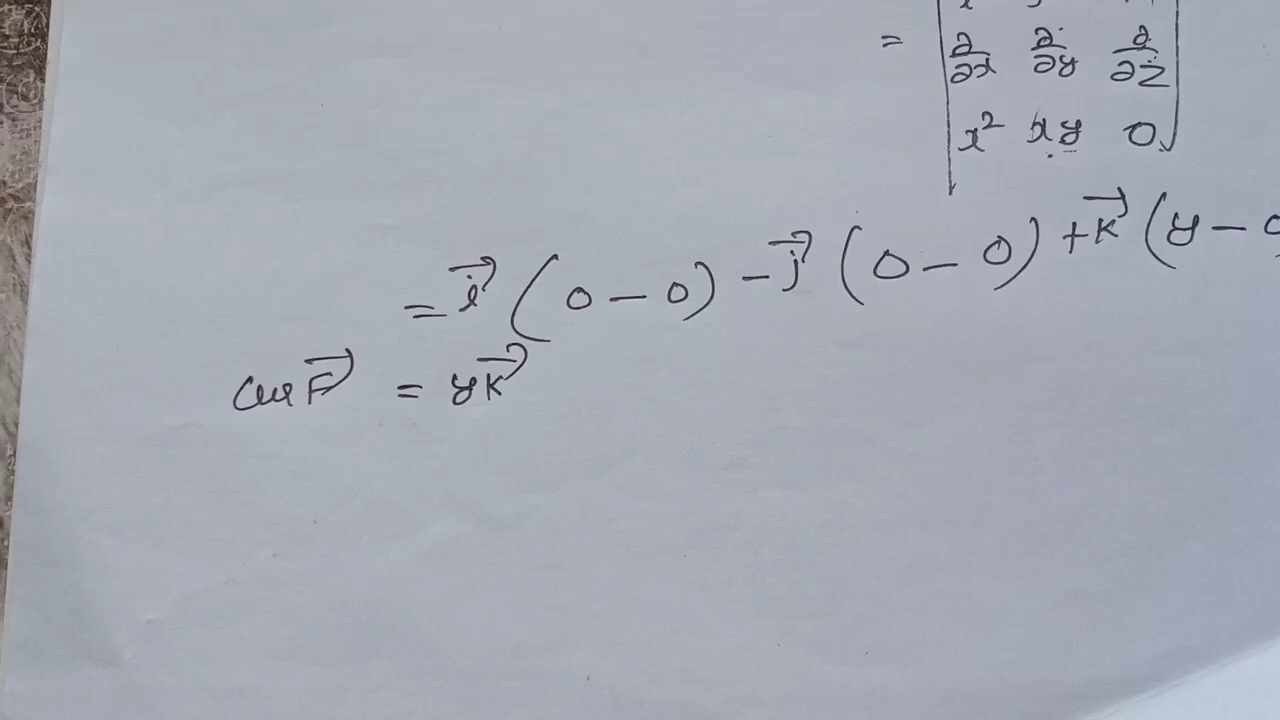 = | ∂/∂x ∂/∂y ∂/∂z |
x² xy 0
= i⃗ (0 – 0) – j⃗ (0 – 0) + k⃗ (y –
Curl F⃗ = yk⃗